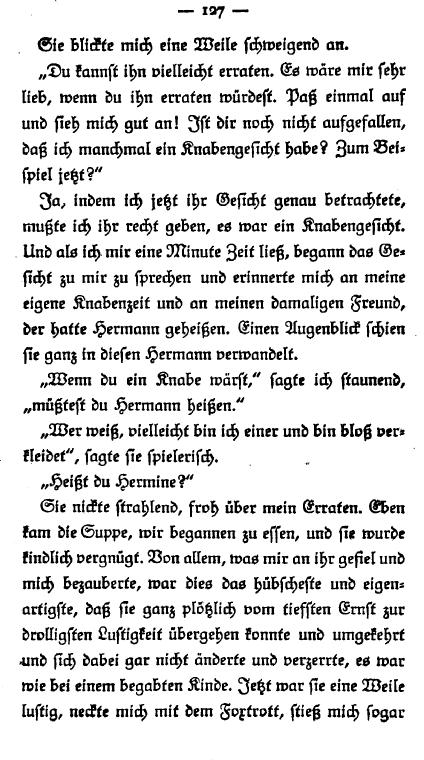 — 127 —
Sie blickte mich eine Weile schweigend an.
„Du kannst ihn vielleicht erraten. Es wäre mir sehr
lieb, wenn du ihn erraten würdest. Paß einmal auf
und sieh mich gut an! Ist dir noch nicht aufgefallen,
daß ich manchmal ein Knabengesicht habe? Zum Bei-
spiel jetzt?“
Ja, indem ich jetzt ihr Gesicht genau betrachtete,
mußte ich ihr recht geben, es war ein Knabengesicht.
Und als ich mir eine Minute Zeit ließ, begann das Ge-
sicht zu mir zu sprechen und erinnerte mich an meine
eigene Knabenzeit und an meinen damaligen Freund,
der hatte Hermann geheißen. Einen Augenblick schien
sie ganz in diesen Hermann verwandelt.
„Wenn du ein Knabe wärst,“ sagte ich staunend,
„müßtest du Hermann heißen.“
„Wer weiß, vielleicht bin ich einer und bin bloß ver-
kleidet“, sagte sie spielerisch.
„Heißt du Hermine?“
Sie nickte strahlend, froh über mein Erraten. Eben
kam die Suppe, wir begannen zu essen, und sie wurde
kindlich vergnügt. Von allem, was mir an ihr gefiel und
mich bezauberte, war dies das hübscheste und eigen-
artigste, daß sie ganz plötzlich vom tiefsten Ernst zur
drolligsten Lustigkeit übergehen konnte und umgekehrt
und sich dabei gar nicht änderte und verzerrte, es war
wie bei einem begabten Kinde. Jetzt war sie eine Weile
lustig, neckte mich mit dem Foxtrott, stieß mich sogar